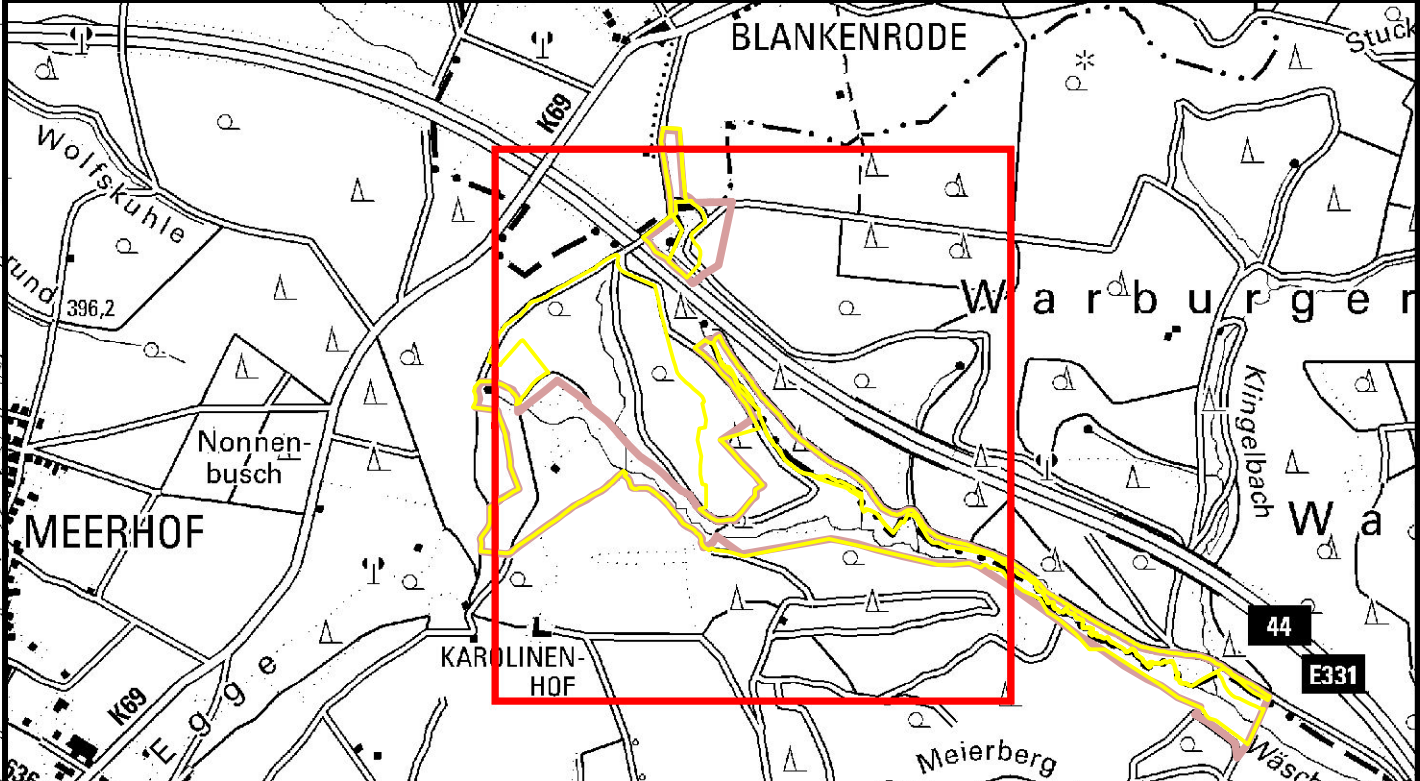 BLANKENRODE
Stuck
K69
Wolfskuhle
rund
396,2
Warburger
Klingelbach
Nonnen-
busch
MEERHOF
Wa
44
E331
KAROLINEN-
HOF
K69
Egge
Meierberg
Wäsch
636